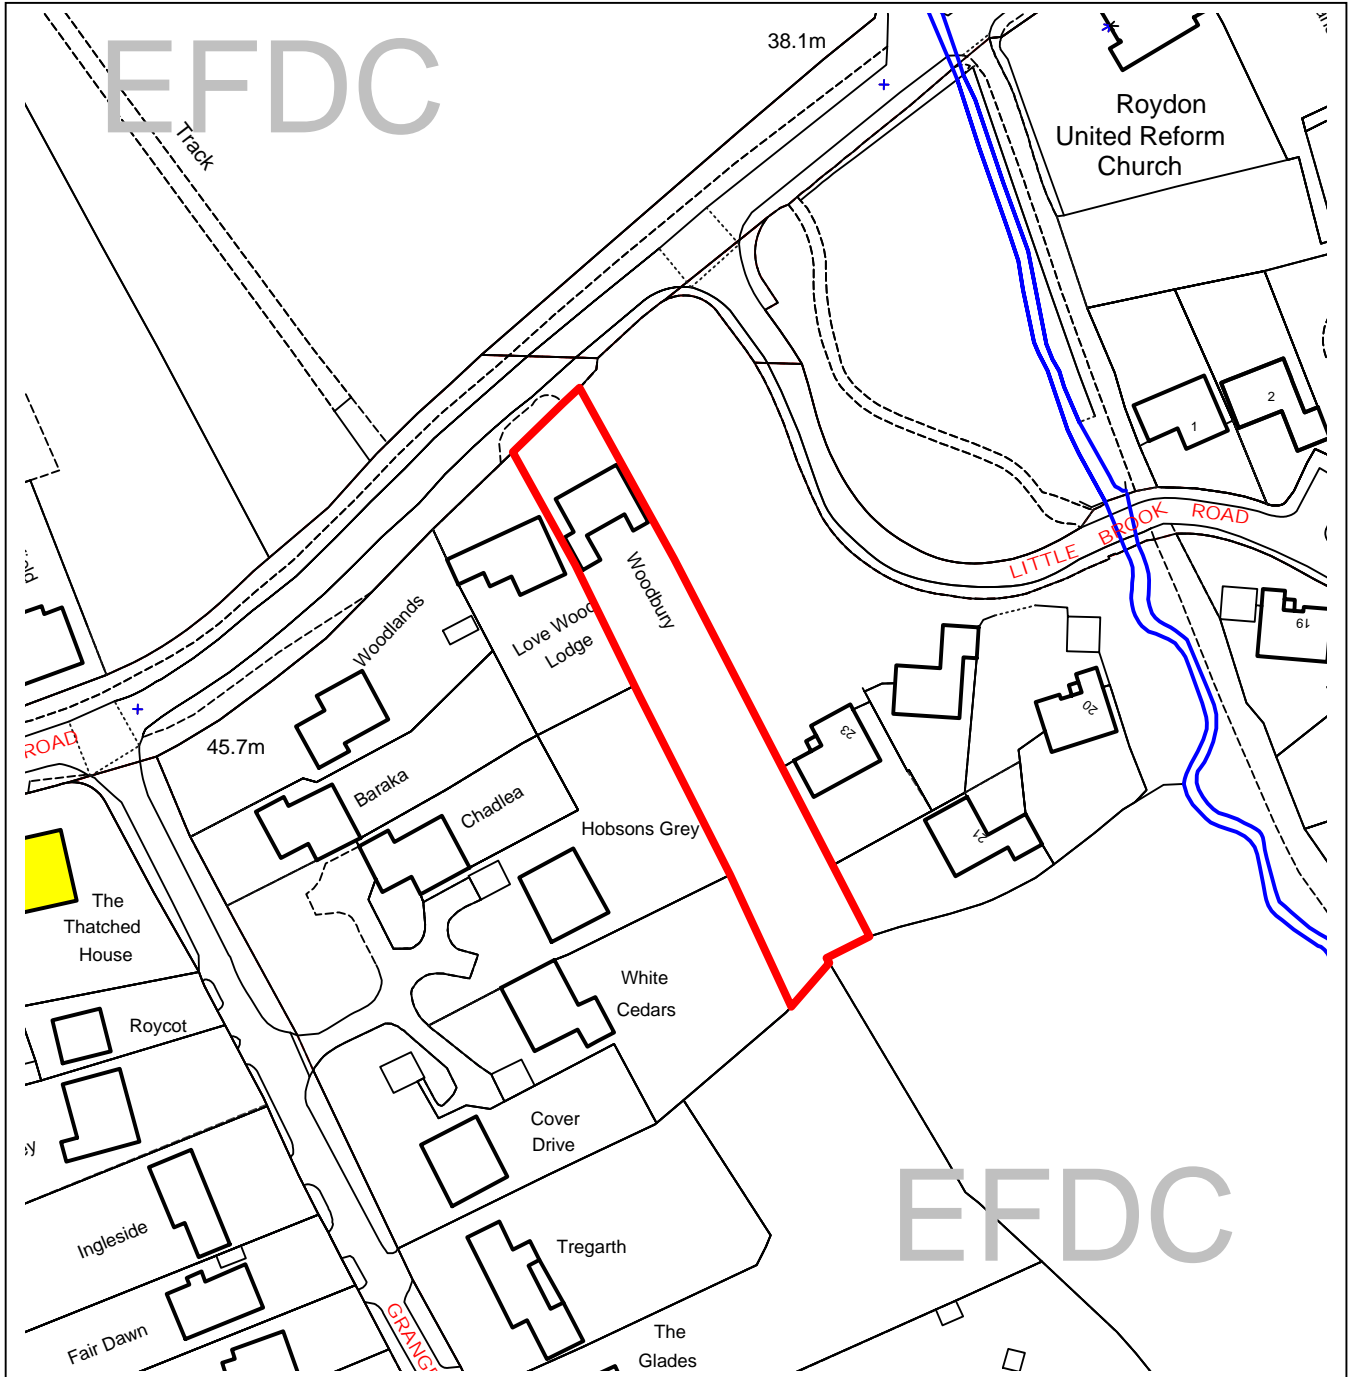 EFDC
38.1m
Track
Roydon
United Reform
Church
1
2
LITTLE BROOK ROAD
Woodbury
Love Wood
Lodge
Woodlands
19
20
23
21
ROAD
45.7m
Baraka
Chadlea
Hobsons Grey
The
Thatched
House
White
Cedars
Roycot
Cover
Drive
Ingleside
Tregarth
EFDC
Fair Dawn
GRANGE
The
Glades